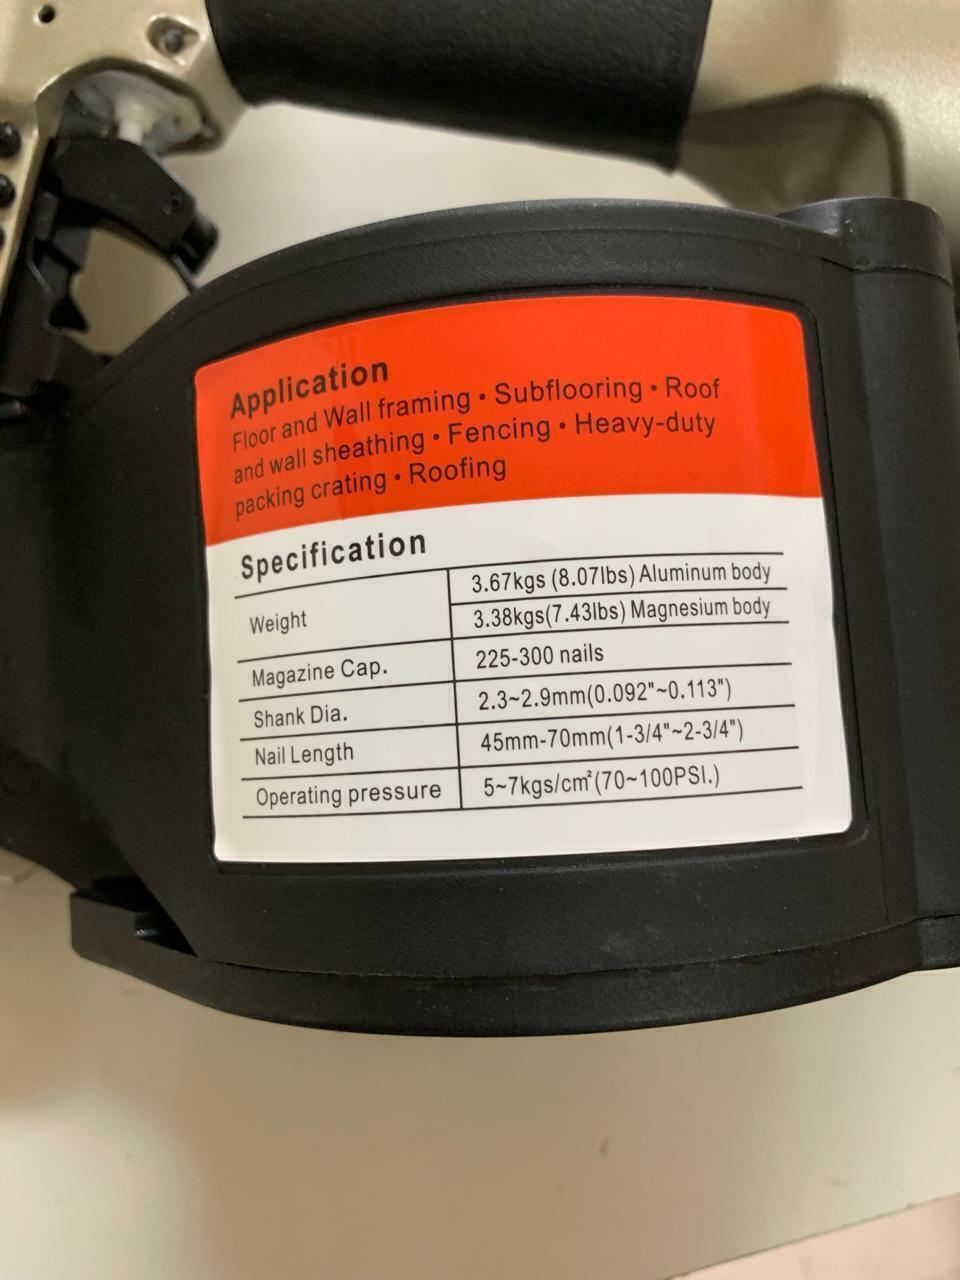 Application
Floor and Wall framing • Subflooring • Roof
and wall sheathing • Fencing • Heavy-duty
packing crating • Roofing
Specification
Weight
3.67kgs (8.07lbs) Aluminum body
3.38kgs(7.43lbs) Magnesium body
Magazine Cap. 225-300 nails
Shank Dia. 2.3~2.9mm(0.092"~0.113")
Nail Length 45mm-70mm(1-3/4"~2-3/4")
Operating pressure 5~7kgs/cm²(70~100PSI.)